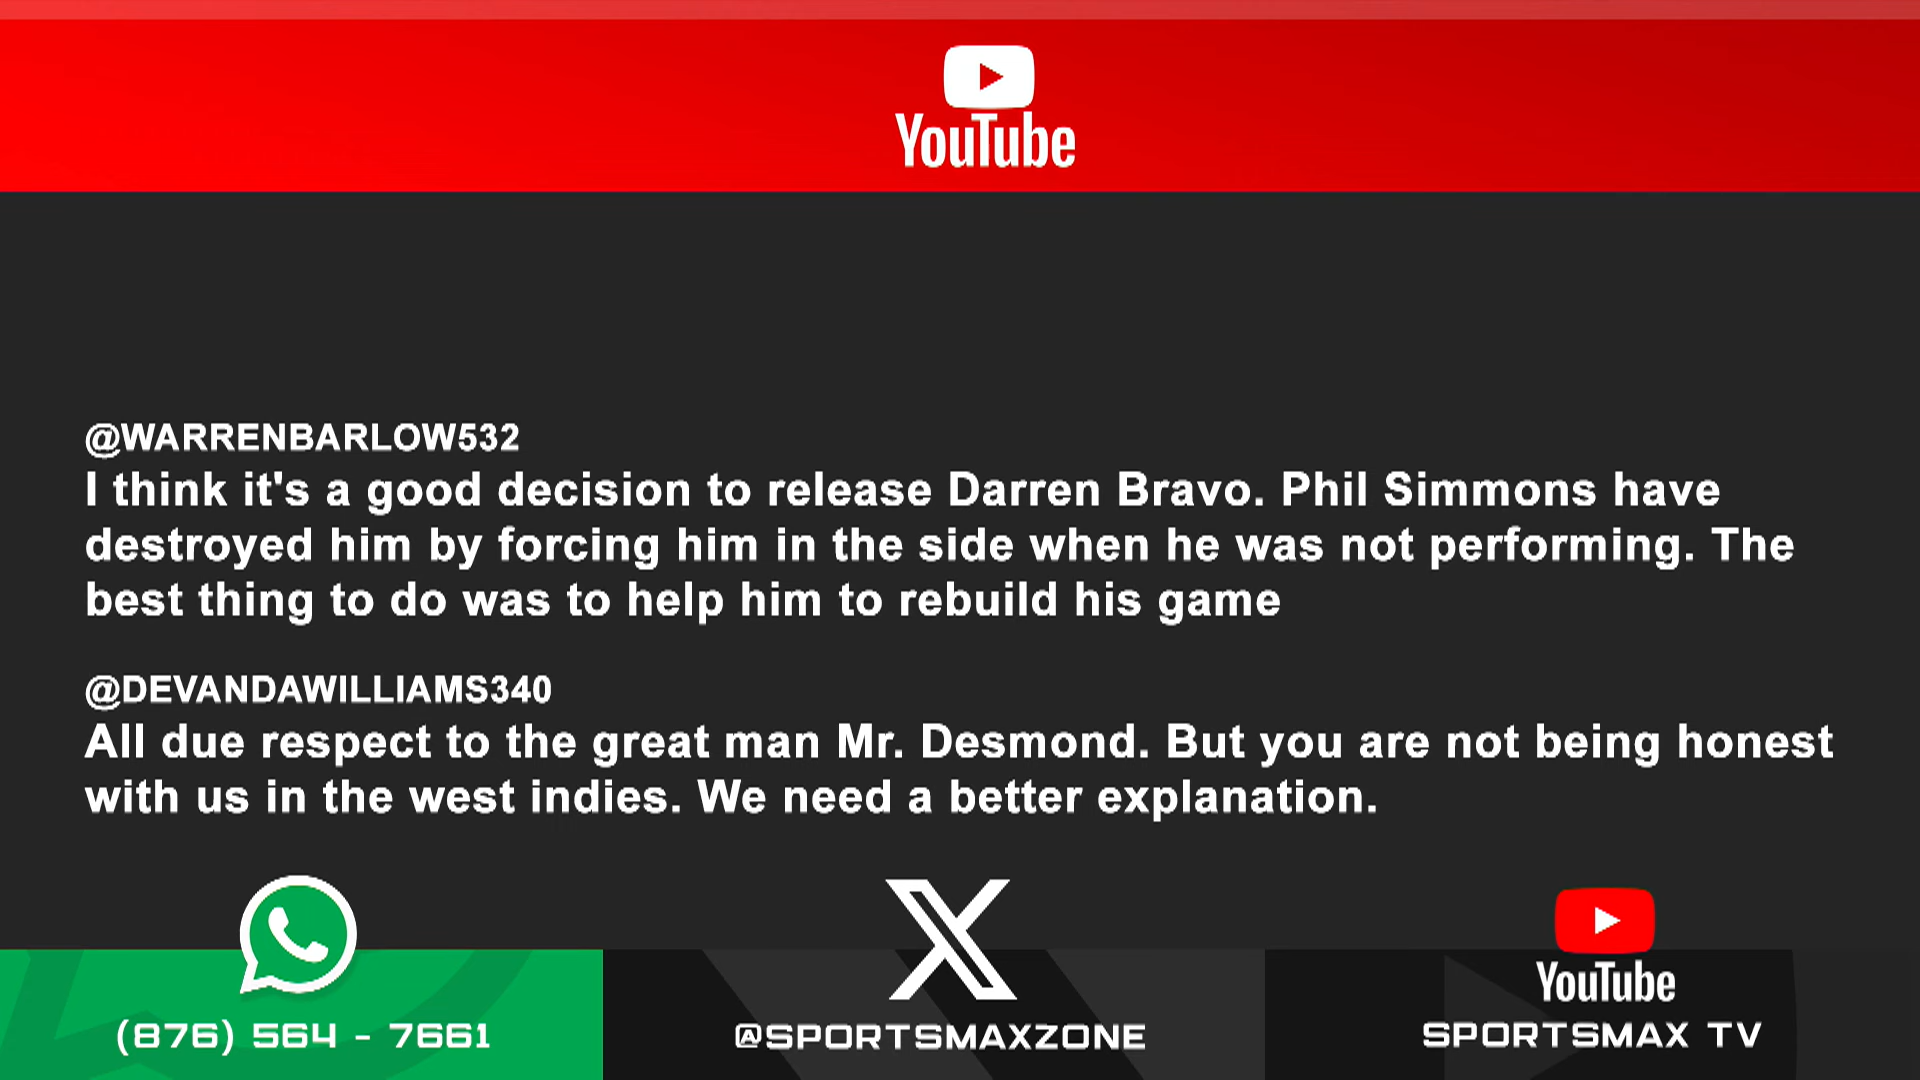 YouTube
@WARRENBARLOW532
I think it's a good decision to release Darren Bravo. Phil Simmons have
destroyed him by forcing him in the side when he was not performing. The
best thing to do was to help him to rebuild his game
@DEVANDAWILLIAMS340
All due respect to the great man Mr. Desmond. But you are not being honest
with us in the west indies. We need a better explanation.
(876) 564 - 7661
@SPORTSMAXZONE
YouTube
SPORTSMAX TV